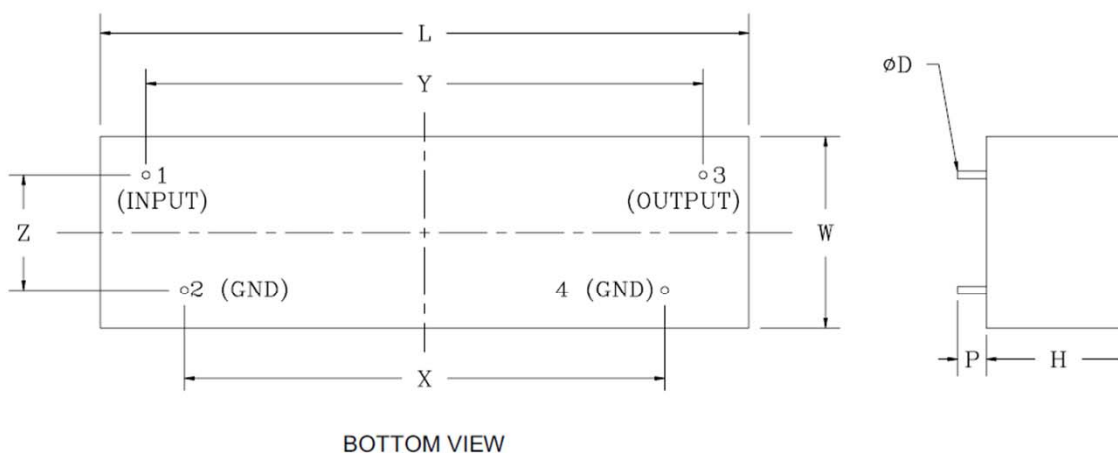 L
Y
øD
1
(INPUT)
3
(OUTPUT)
Z
W
2 (GND)
4 (GND)
P
H
X
BOTTOM VIEW